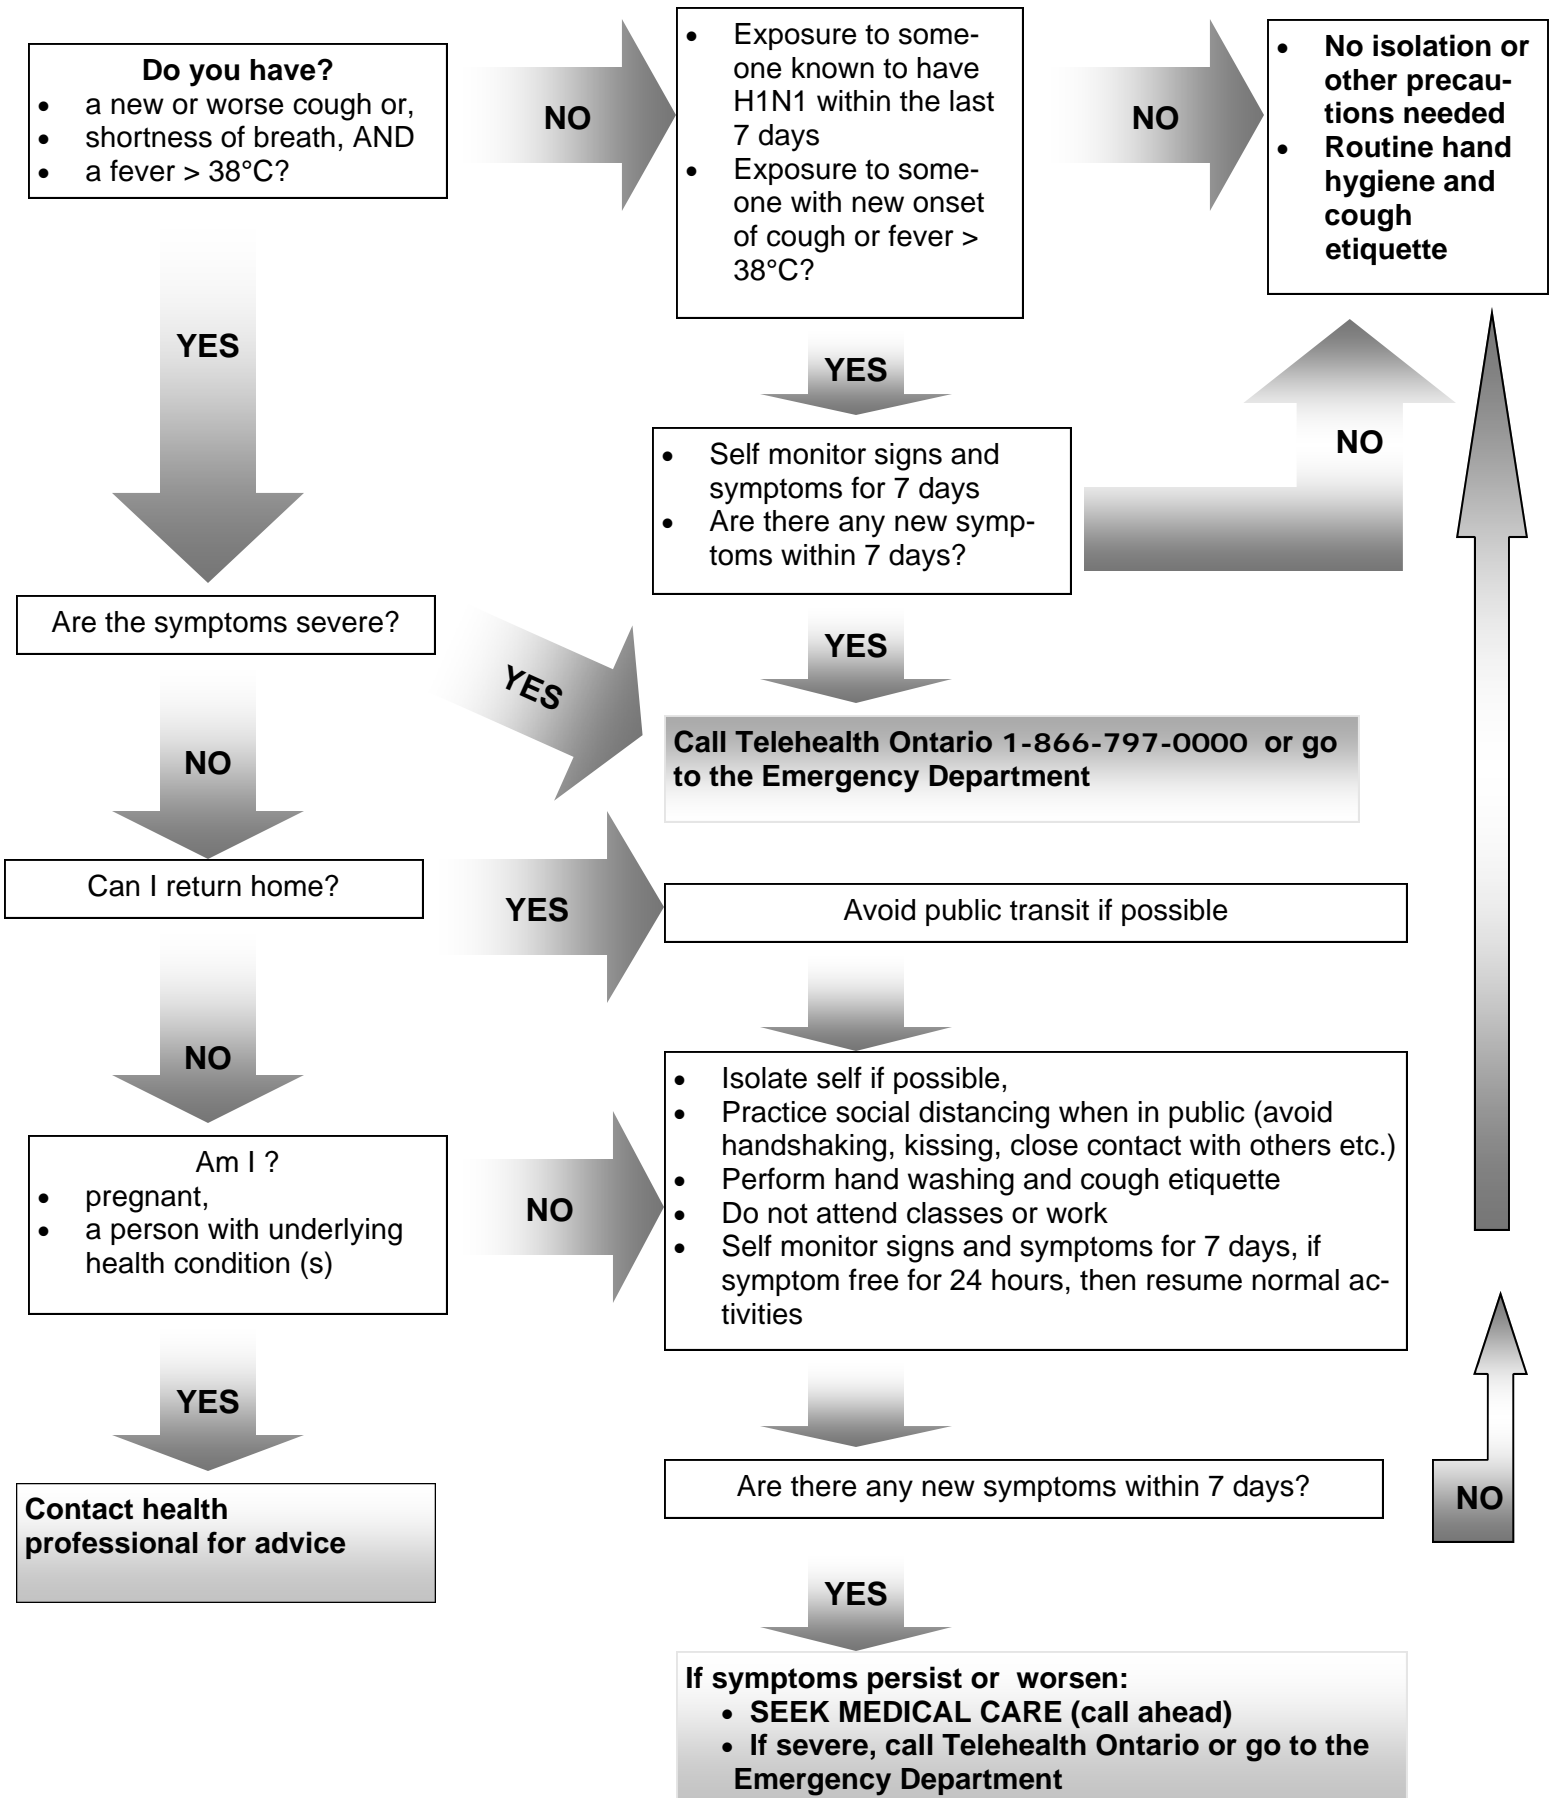 Do you have?
• a new or worse cough or,
• shortness of breath, AND
• a fever > 38°C?
NO
• Exposure to some-
one known to have
H1N1 within the last
7 days
• Exposure to some-
one with new onset
of cough or fever >
38°C?
NO
• No isolation or
other precau-
tions needed
• Routine hand
hygiene and
cough
etiquette
YES
YES
• Self monitor signs and
symptoms for 7 days
• Are there any new symp-
toms within 7 days?
NO
Are the symptoms severe?
YES
YES
Call Telehealth Ontario 1-866-797-0000 or go
to the Emergency Department
NO
Can I return home?
YES
Avoid public transit if possible
NO
• Isolate self if possible,
• Practice social distancing when in public (avoid
handshaking, kissing, close contact with others etc.)
• Perform hand washing and cough etiquette
• Do not attend classes or work
• Self monitor signs and symptoms for 7 days, if
symptom free for 24 hours, then resume normal ac-
tivities
Am I ?
• pregnant,
• a person with underlying
health condition (s)
NO
YES
Contact health
professional for advice
Are there any new symptoms within 7 days?
NO
YES
If symptoms persist or worsen:
• SEEK MEDICAL CARE (call ahead)
• If severe, call Telehealth Ontario or go to the
Emergency Department